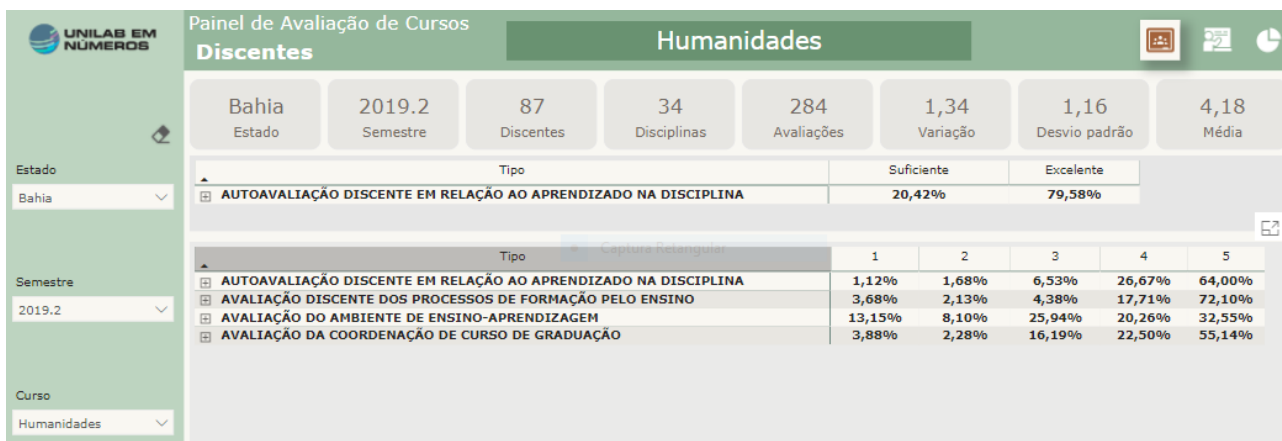 UNILAB EM NÚMEROS
Painel de Avaliação de Cursos
Discentes
Humanidades
Bahia 2019.2 87 34 284 1,34 1,16 4,18
Estado Semestre Discentes Disciplinas Avaliações Variação Desvio padrão Média
Estado
Bahia
Semestre
2019.2
Curso
Humanidades
Tipo Suficiente Excelente
AUTOAVALIAÇÃO DISCENTE EM RELAÇÃO AO APRENDIZADO NA DISCIPLINA 20,42% 79,58%
Captura Retangular
Tipo 1 2 3 4 5
AUTOAVALIAÇÃO DISCENTE EM RELAÇÃO AO APRENDIZADO NA DISCIPLINA 1,12% 1,68% 6,53% 26,67% 64,00%
AVALIAÇÃO DISCENTE DOS PROCESSOS DE FORMAÇÃO PELO ENSINO 3,68% 2,13% 4,38% 17,71% 72,10%
AVALIAÇÃO DO AMBIENTE DE ENSINO-APRENDIZAGEM 13,15% 8,10% 25,94% 20,26% 32,55%
AVALIAÇÃO DA COORDENAÇÃO DE CURSO DE GRADUAÇÃO 3,88% 2,28% 16,19% 22,50% 55,14%